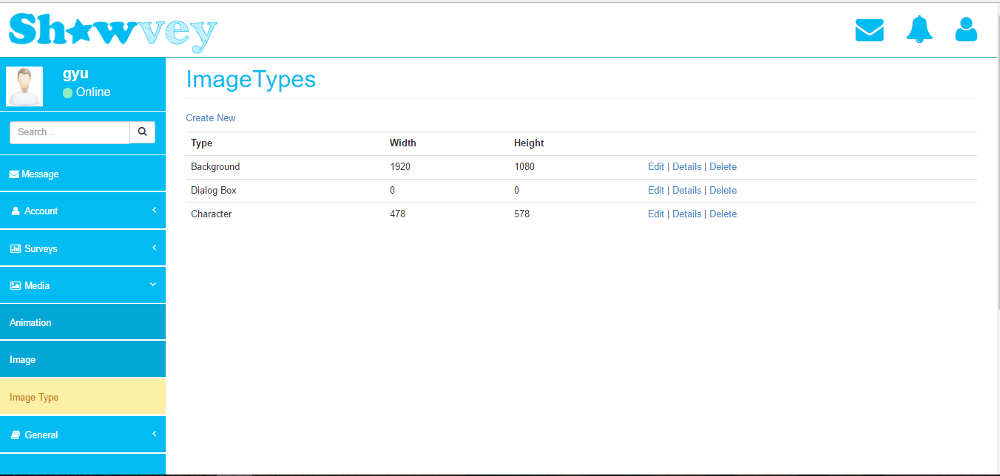 Sh★wvey
gyu
Online
Search...
Message
Account
Surveys
Media
Animation
Image
Image Type
General
ImageTypes
Create New
Type Width Height
Background 1920 1080 Edit | Details | Delete
Dialog Box 0 0 Edit | Details | Delete
Character 478 578 Edit | Details | Delete